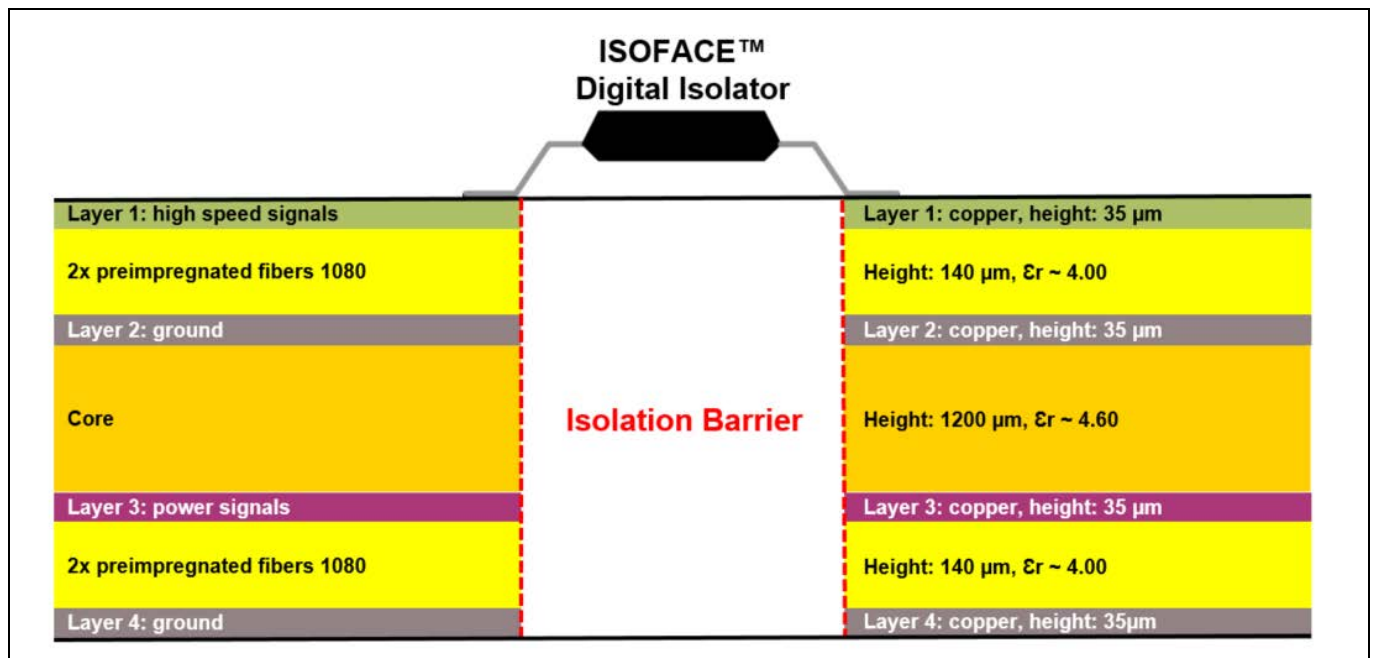 ISOFACE™
Digital Isolator
Layer 1: high speed signals
Layer 1: copper, height: 35 µm
2x preimpregnated fibers 1080
Height: 140 µm, Ɛr ~ 4.00
Layer 2: ground
Layer 2: copper, height: 35 µm
Core
Isolation Barrier
Height: 1200 µm, Ɛr ~ 4.60
Layer 3: power signals
Layer 3: copper, height: 35 µm
2x preimpregnated fibers 1080
Height: 140 µm, Ɛr ~ 4.00
Layer 4: ground
Layer 4: copper, height: 35µm